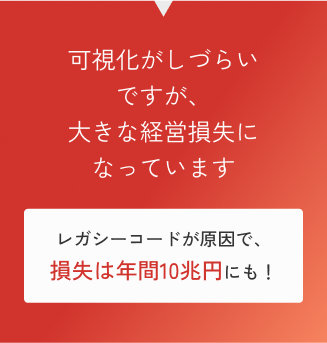 可視化がしづらい
ですが、
大きな経営損失に
なっています
レガシーコードが原因で、
損失は年間10兆円にも！